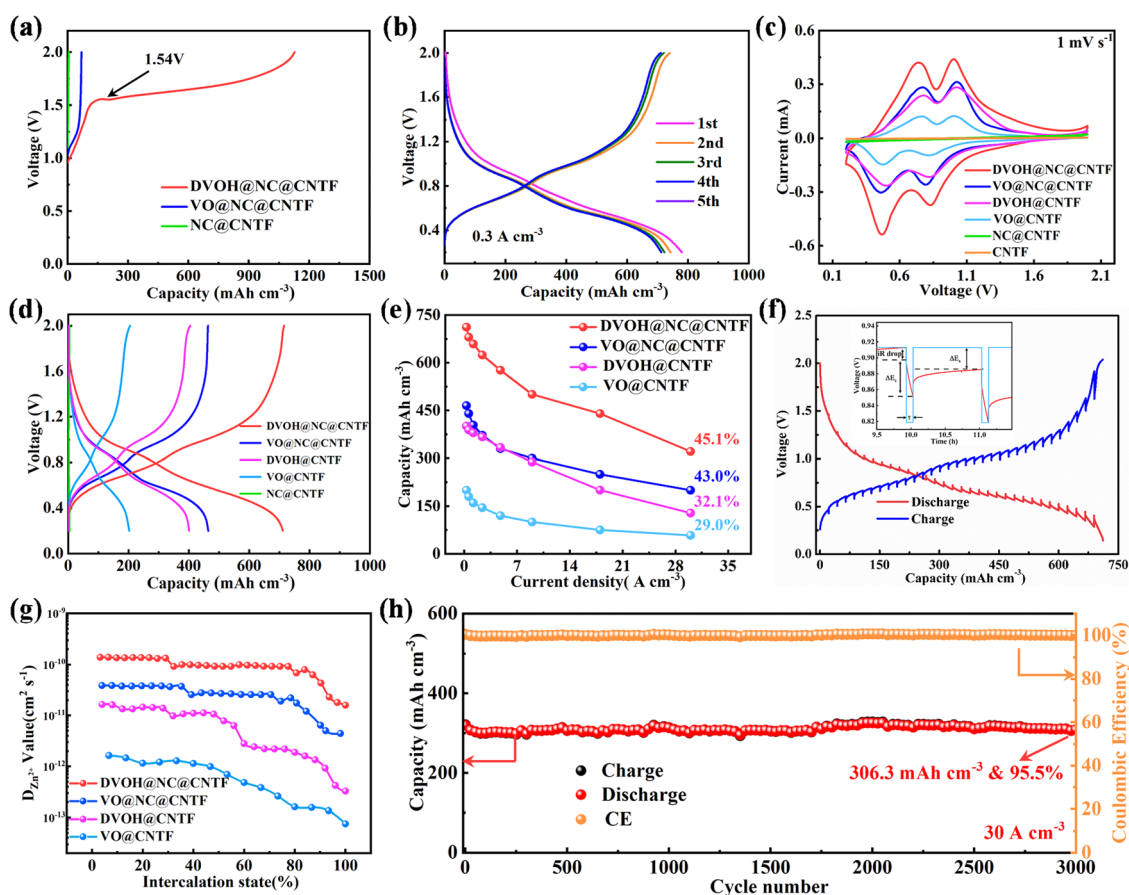 (a)
2.0
1.5
1.0
0.5
Voltage (V)
1.54V
DVOH@NC@CNTF
VO@NC@CNTF
NC@CNTF
0 300 600 900 1200 1500
Capacity (mAh cm⁻³)
(b)
2.0
1.6
1.2
0.8
0.4
Voltage (V)
1st
2nd
3rd
4th
5th
0.3 A cm⁻³
0 200 400 600 800 1000
Capacity (mAh cm⁻³)
(c)
0.6
0.3
0.0
-0.3
-0.6
Current (mA)
1 mV s⁻¹
DVOH@NC@CNTF
VO@NC@CNTF
DVOH@CNTF
VO@CNTF
NC@CNTF
CNTF
0.1 0.6 1.1 1.6 2.1
Voltage (V)
(d)
2.0
1.6
1.2
0.8
0.4
0.0
Voltage (V)
DVOH@NC@CNTF
VO@NC@CNTF
DVOH@CNTF
VO@CNTF
NC@CNTF
0 200 400 600 800 1000
Capacity (mAh cm⁻³)
(e)
750
600
450
300
150
0
Capacity (mAh cm⁻³)
DVOH@NC@CNTF
VO@NC@CNTF
DVOH@CNTF
VO@CNTF
45.1%
43.0%
32.1%
29.0%
0 7 14 21 28 35
Current density( A cm⁻³)
(f)
2.5
2.0
1.5
1.0
0.5
0.0
Voltage (V)
0.94
0.92
0.90
0.88
0.86
0.84
0.82
Voltage (V)
iR drop
ΔEτ
ΔEs
τ
9.5 10.0 10.5 11.0
Time (h)
Discharge
Charge
0 150 300 450 600 750
Capacity (mAh cm⁻³)
(g)
10⁻⁹
10⁻¹⁰
10⁻¹¹
10⁻¹²
10⁻¹³
D_Zn²⁺ Value(cm² s⁻¹)
DVOH@NC@CNTF
VO@NC@CNTF
DVOH@CNTF
VO@CNTF
0 20 40 60 80 100
Intercalation state(%)
(h)
600
400
200
0
Capacity (mAh cm⁻³)
Charge
Discharge
CE
306.3 mAh cm⁻³ & 95.5%
30 A cm⁻³
0 500 1000 1500 2000 2500 3000
Cycle number
100
80
60
40
20
0
Coulombic Efficiency (%)